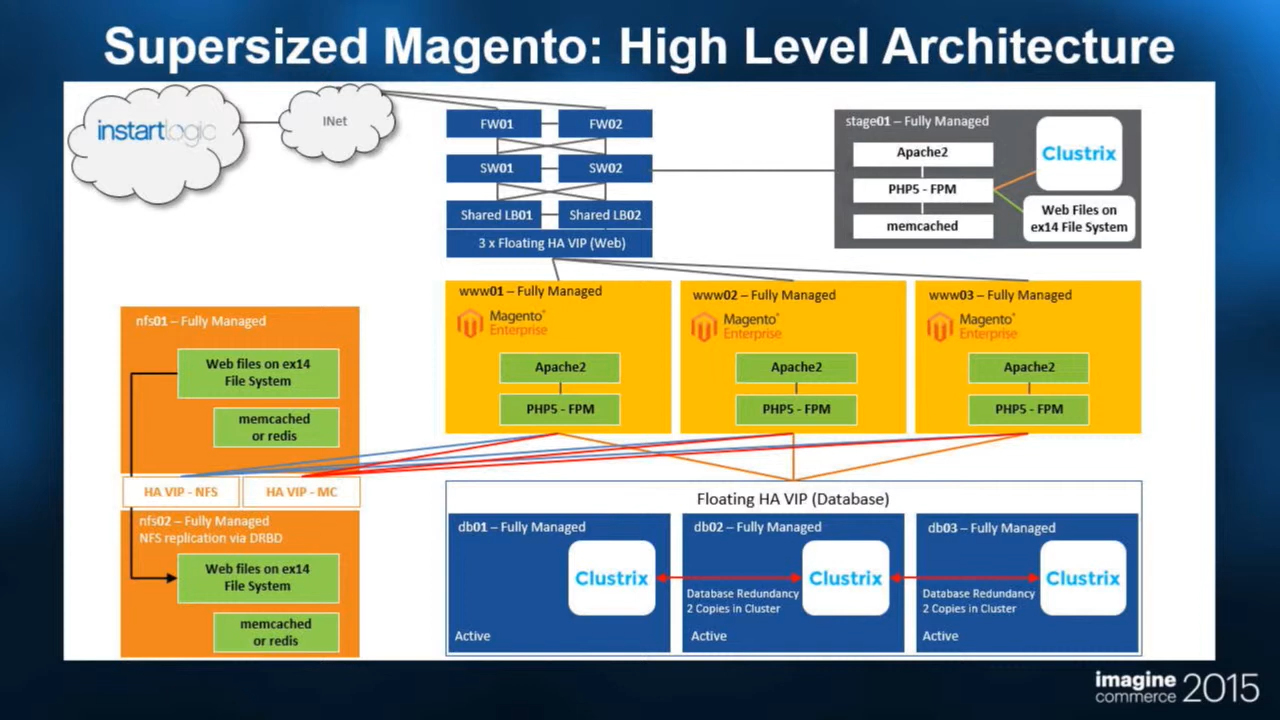 Supersized Magento: High Level Architecture
instartlogic
INet
FW01
FW02
SW01
SW02
Shared LB01
Shared LB02
3 x Floating HA VIP (Web)
stage01 – Fully Managed
Apache2
PHP5 - FPM
memcached
Clustrix
Web Files on
ex14 File System
www01 – Fully Managed
Magento®
Enterprise
Apache2
PHP5 - FPM
www02 – Fully Managed
Magento®
Enterprise
Apache2
PHP5 - FPM
www03 – Fully Managed
Magento®
Enterprise
Apache2
PHP5 - FPM
nfs01 – Fully Managed
Web files on ex14
File System
memcached
or redis
HA VIP - NFS
HA VIP - MC
nfs02 – Fully Managed
NFS replication via DRBD
Web files on ex14
File System
memcached
or redis
Floating HA VIP (Database)
db01 – Fully Managed
Clustrix
Active
db02 – Fully Managed
Clustrix
Database Redundancy
2 Copies in Cluster
Active
db03 – Fully Managed
Clustrix
Database Redundancy
2 Copies in Cluster
Active
imagine
commerce 2015